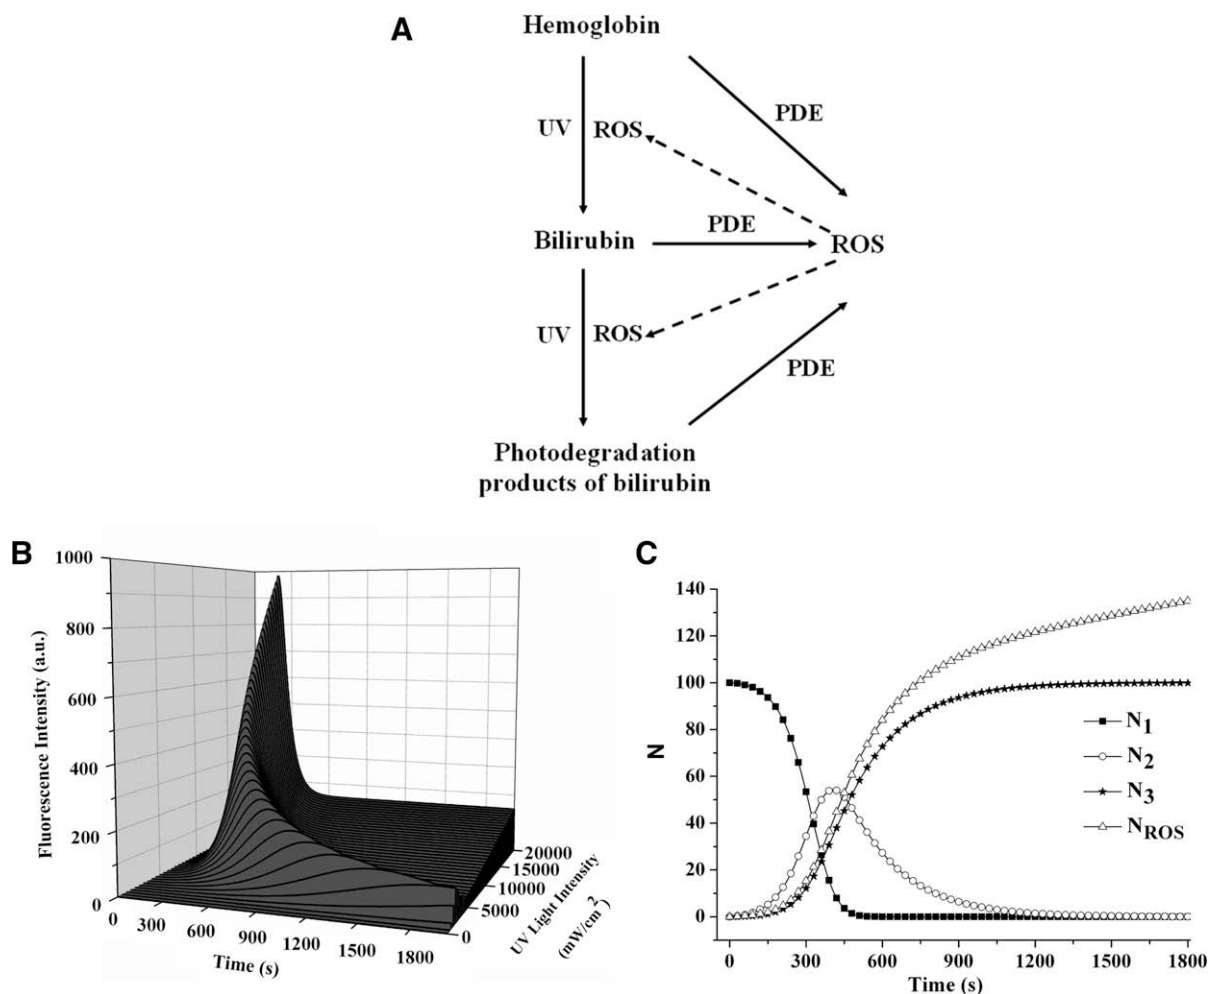 A
Hemoglobin
PDE
UV
ROS
Bilirubin
PDE
ROS
UV
ROS
PDE
Photodegradation
products of bilirubin
B
1000
800
600
400
200
0
Fluorescence Intensity (a.u.)
0
300
600
900
1200
1500
1800
Time (s)
20000
15000
10000
5000
0
UV Light Intensity
(mW/cm²)
C
140
120
100
80
60
40
20
0
N
N₁
N₂
N₃
N_ROS
0
300
600
900
1200
1500
1800
Time (s)